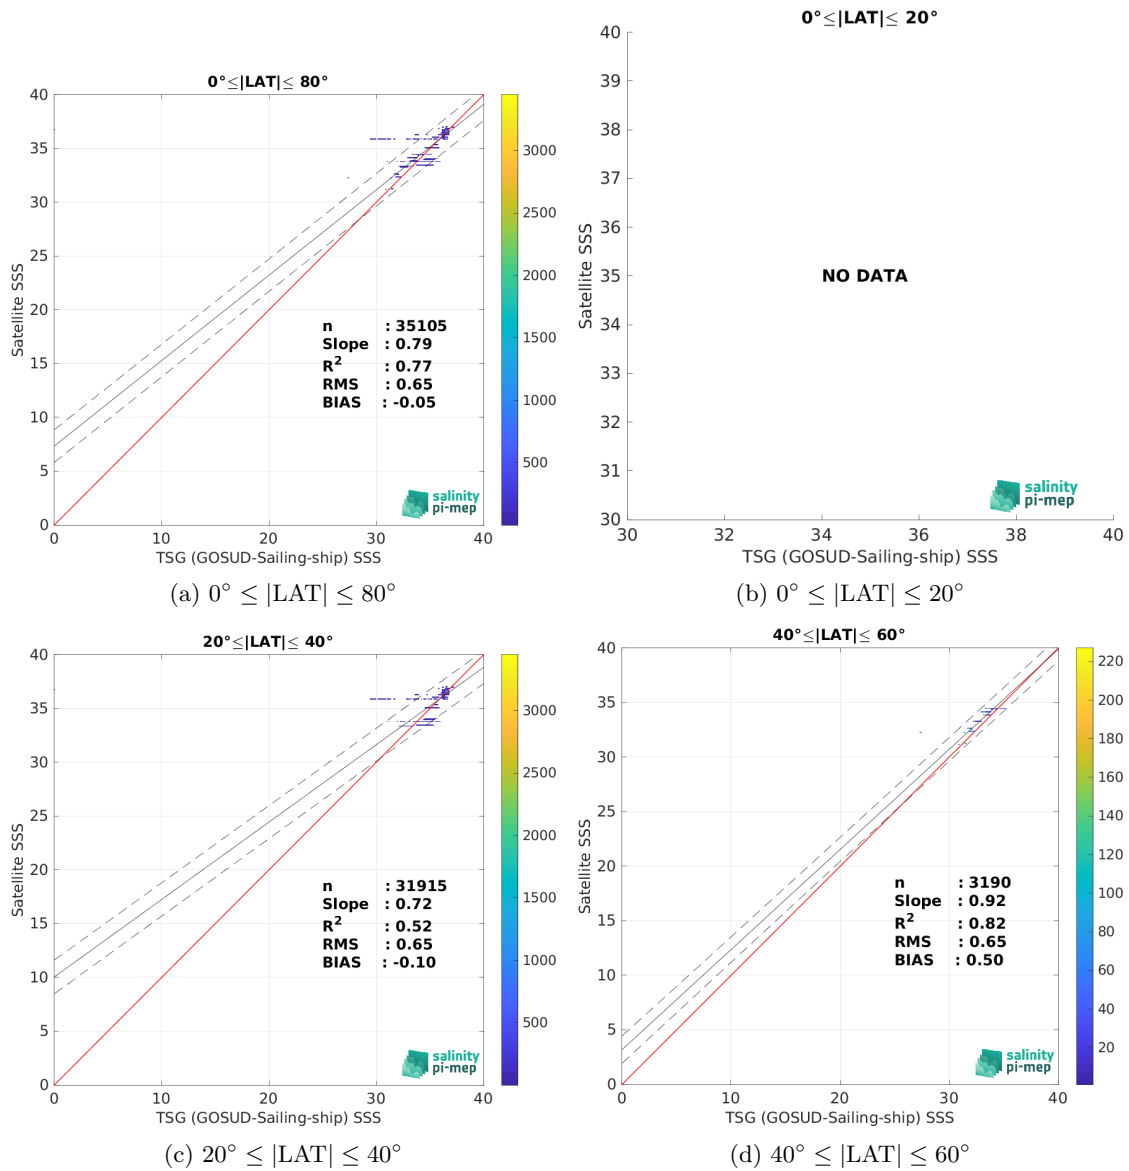 0°≤|LAT|≤ 80°
40
35
30
25
20
15
10
5
0
Satellite SSS
n : 35105
Slope : 0.79
R2 : 0.77
RMS : 0.65
BIAS : -0.05
salinity
pi-mep
0 10 20 30 40
TSG (GOSUD-Sailing-ship) SSS
3000
2500
2000
1500
1000
500
(a) 0° ≤ |LAT| ≤ 80°
0°≤|LAT|≤ 20°
40
39
38
37
36
35
34
33
32
31
30
Satellite SSS
NO DATA
salinity
pi-mep
30 32 34 36 38 40
TSG (GOSUD-Sailing-ship) SSS
(b) 0° ≤ |LAT| ≤ 20°
20°≤|LAT|≤ 40°
40
35
30
25
20
15
10
5
0
Satellite SSS
n : 31915
Slope : 0.72
R2 : 0.52
RMS : 0.65
BIAS : -0.10
salinity
pi-mep
0 10 20 30 40
TSG (GOSUD-Sailing-ship) SSS
3000
2500
2000
1500
1000
500
(c) 20° ≤ |LAT| ≤ 40°
40°≤|LAT|≤ 60°
40
35
30
25
20
15
10
5
0
Satellite SSS
n : 3190
Slope : 0.92
R2 : 0.82
RMS : 0.65
BIAS : 0.50
salinity
pi-mep
0 10 20 30 40
TSG (GOSUD-Sailing-ship) SSS
220
200
180
160
140
120
100
80
60
40
20
(d) 40° ≤ |LAT| ≤ 60°